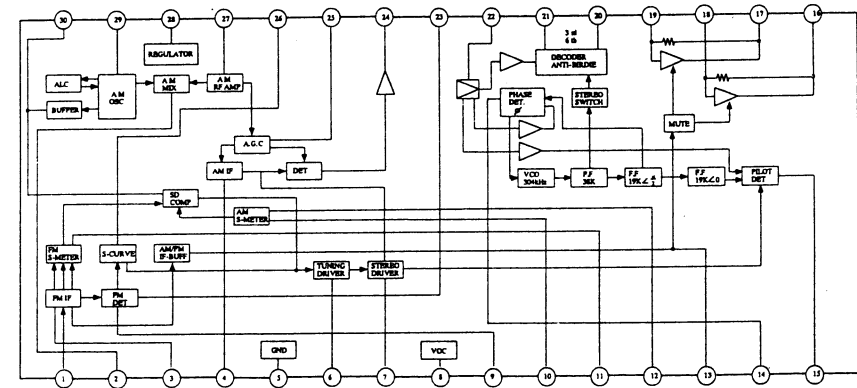 30 29 28 27 26 25 24 23 22 21 20 19 18 17 16
REGULATOR
3 rd
6 th
DECODER
ANTI-BIRDIE
ALC
AM
OSC
AM
MIX
AM
RF AMP
BUFFER
PHASE
DET.
ø
STEREO
SWITCH
MUTE
A.G.C
AM IF
DET
VCO
304kHz
F.F
38K
F.F
19K∠
F.F
19K∠0
PILOT
DET
SD
COMP
AM
S-METER
FM
S-METER
S-CURVE
AM/FM
IF-BUFF
TUNING
DRIVER
STEREO
DRIVER
FM IF
FM
DET
GND
VOC
1 2 3 4 5 6 7 8 9 10 11 12 13 14 15